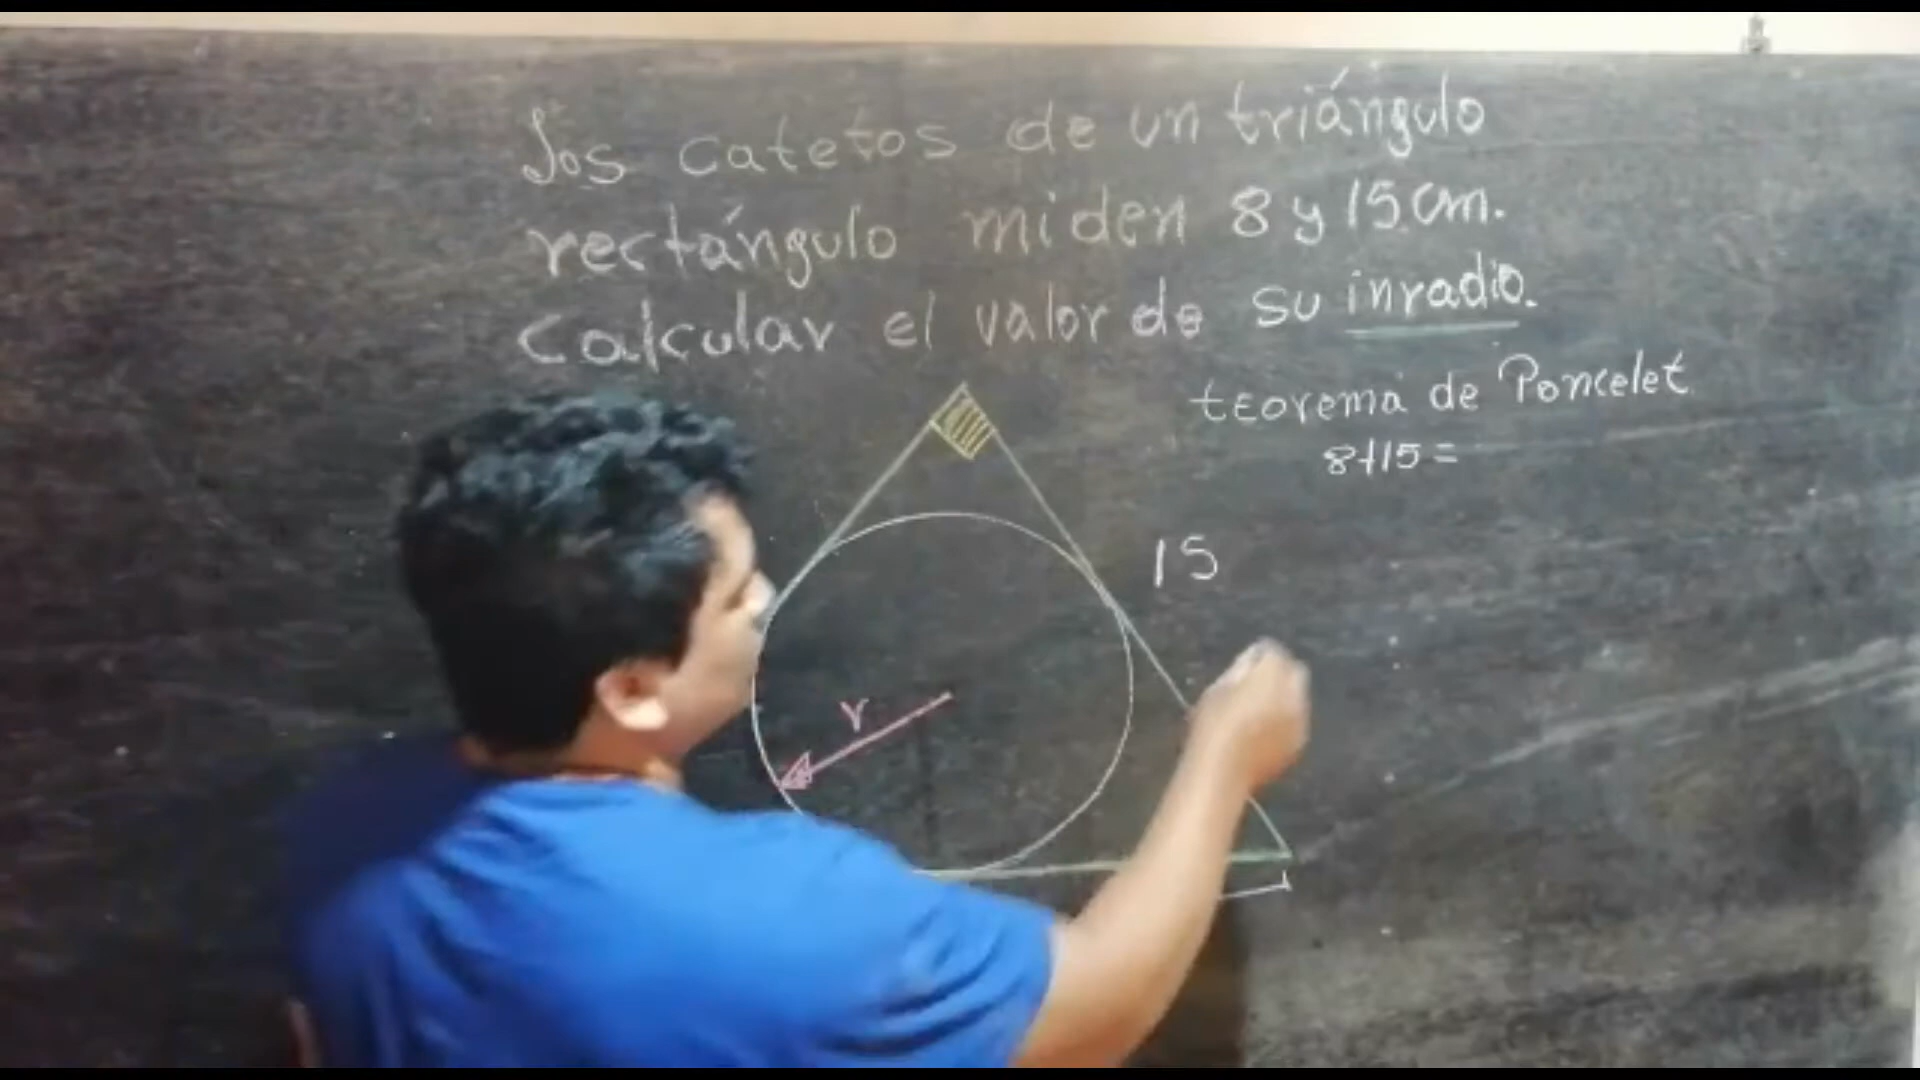 Los catetos de un triángulo
rectángulo miden 8 y 15 cm.
Calcular el valor de su inradio.
teorema de Poncelet
8+15=
15
r